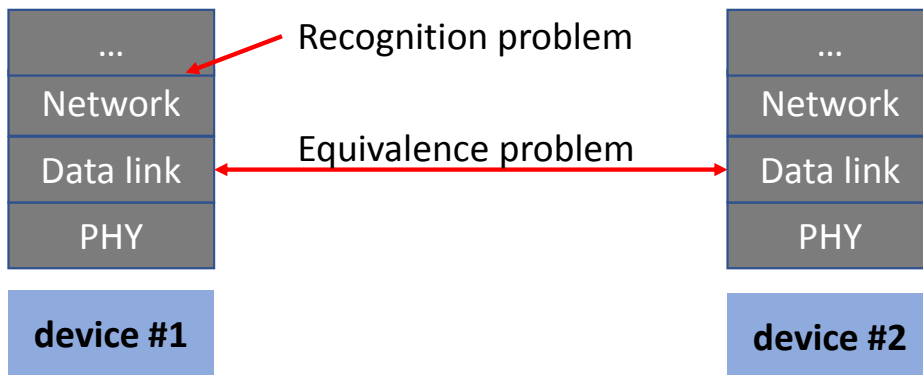 ...
Network
Data link
PHY
device #1
Recognition problem
Equivalence problem
...
Network
Data link
PHY
device #2